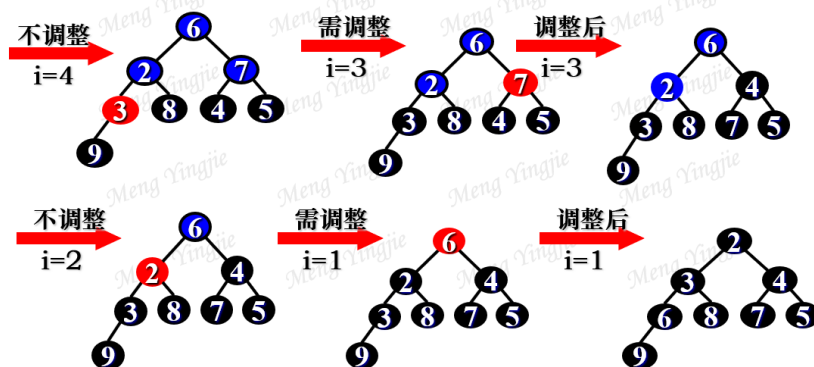 不调整 需调整 调整后
i=4 i=3 i=3
6 6 6
2 7 2 7 2 4
3 8 4 5 3 8 4 5 3 8 7 5
9 9 9
不调整 需调整 调整后
i=2 i=1 i=1
6 6 2
2 4 2 4 3 4
3 8 7 5 3 8 7 5 6 8 7 5
9 9 9
Meng Yingjie